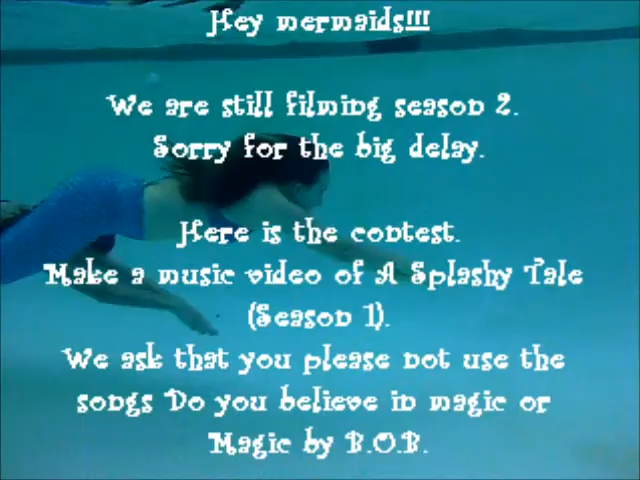 Hey mermaids!!!
We are still filming season 2.
Sorry for the big delay.
Here is the contest.
Make a music video of A Splashy Tale
(Season 1).
We ask that you please not use the
songs Do you believe in magic or
Magic by B.O.B.